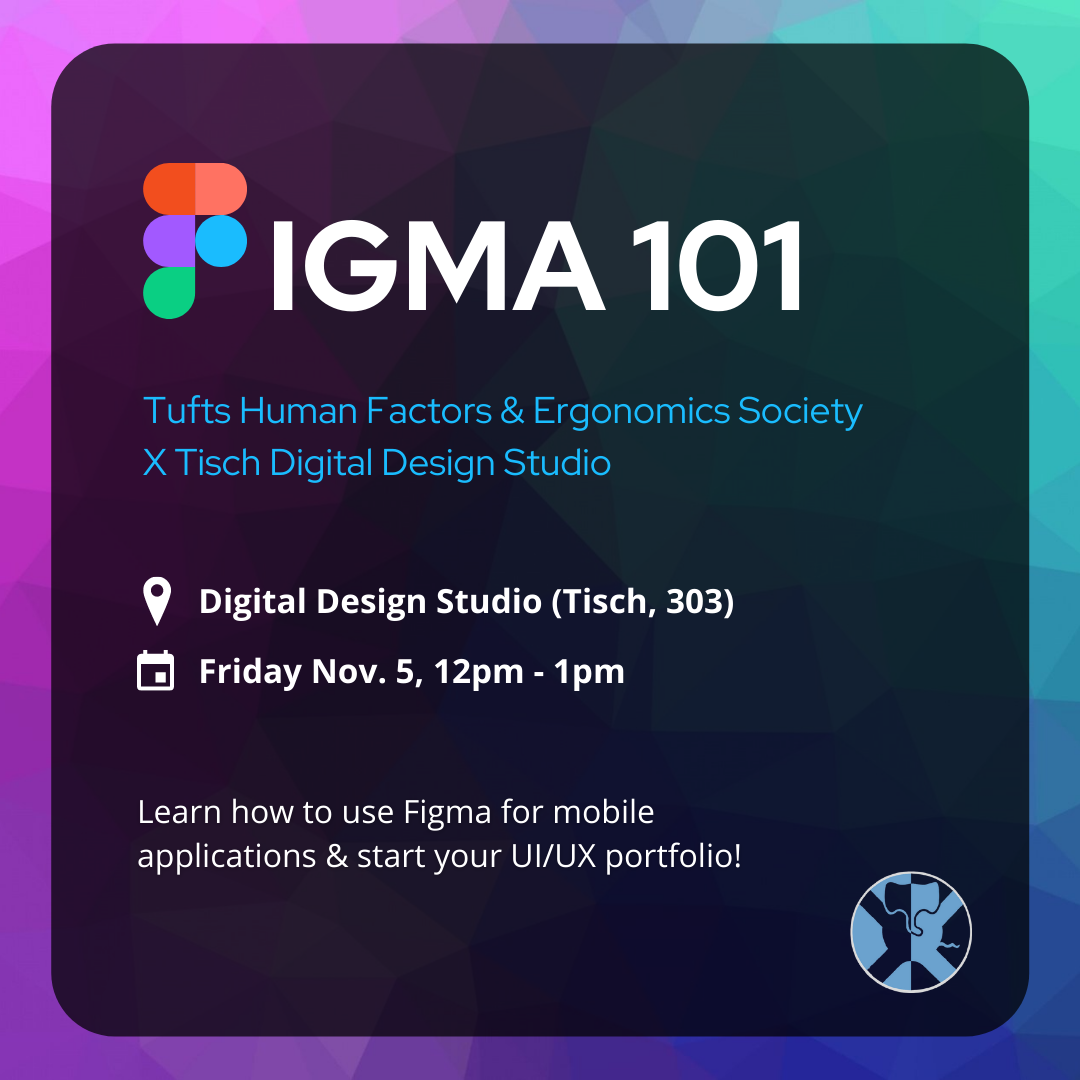 FIGMA 101
Tufts Human Factors & Ergonomics Society
X Tisch Digital Design Studio
Digital Design Studio (Tisch, 303)
Friday Nov. 5, 12pm - 1pm
Learn how to use Figma for mobile
applications & start your UI/UX portfolio!